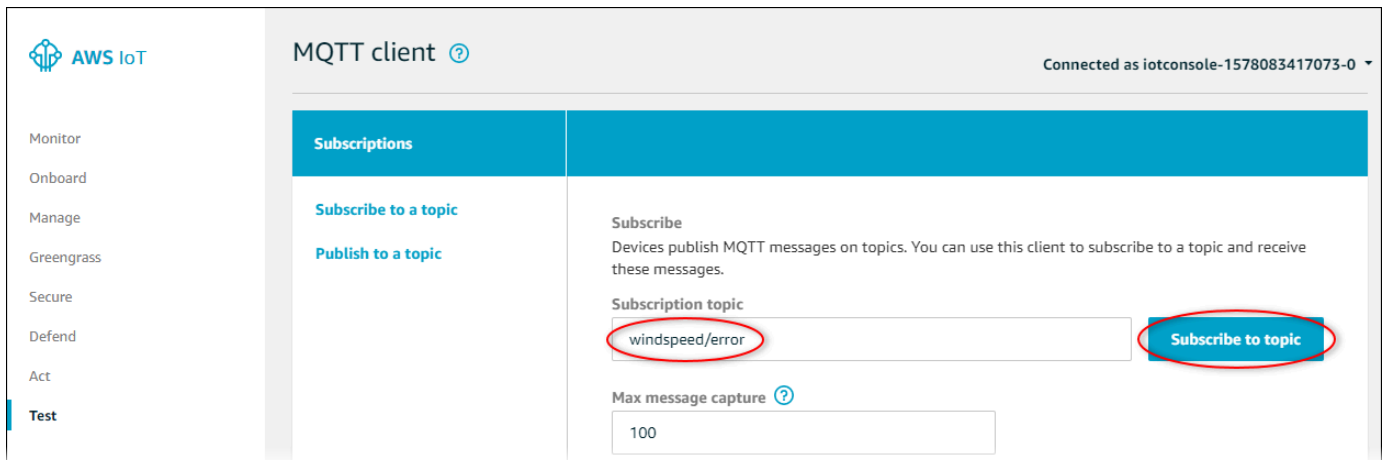 AWS IoT
MQTT client ?
Connected as iotconsole-1578083417073-0
Monitor
Onboard
Manage
Greengrass
Secure
Defend
Act
Test
Subscriptions
Subscribe to a topic
Publish to a topic
Subscribe
Devices publish MQTT messages on topics. You can use this client to subscribe to a topic and receive
these messages.
Subscription topic
windspeed/error
Subscribe to topic
Max message capture ?
100